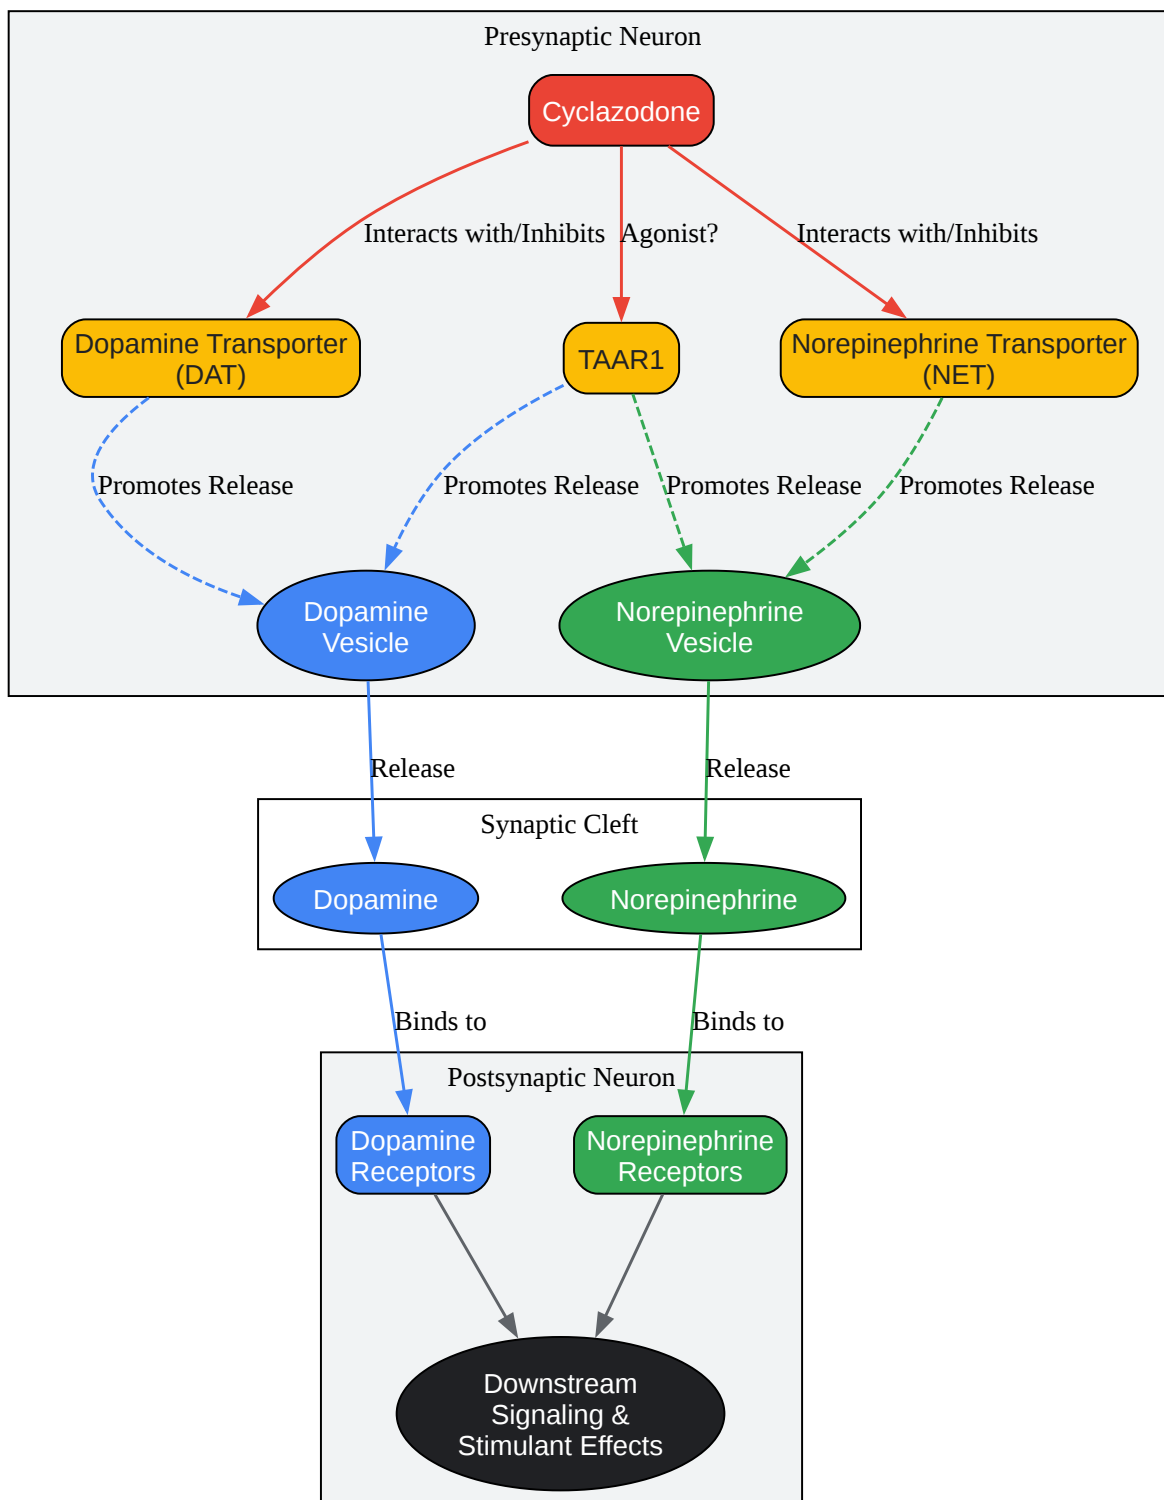 Presynaptic Neuron
Cyclazodone
Interacts with/Inhibits
Agonist?
Interacts with/Inhibits
Dopamine Transporter
(DAT)
TAAR1
Norepinephrine Transporter
(NET)
Promotes Release
Promotes Release
Promotes Release
Promotes Release
Dopamine
Vesicle
Norepinephrine
Vesicle
Release
Release
Synaptic Cleft
Dopamine
Norepinephrine
Binds to
Binds to
Postsynaptic Neuron
Dopamine
Receptors
Norepinephrine
Receptors
Downstream
Signaling &
Stimulant Effects